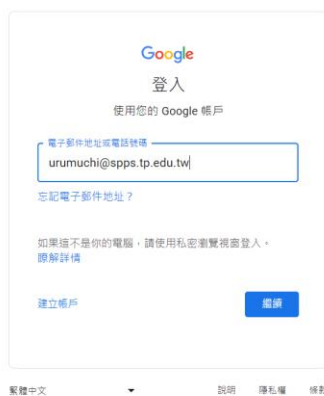 Google
登入
使用您的 Google 帳戶
電子郵件地址或電話號碼
urumuchi@spps.tp.edu.tw
忘記電子郵件地址？
如果這不是你的電腦，請使用私密瀏覽視窗登入。
瞭解詳情
建立帳戶
繼續
繁體中文
說明
隱私權
條款